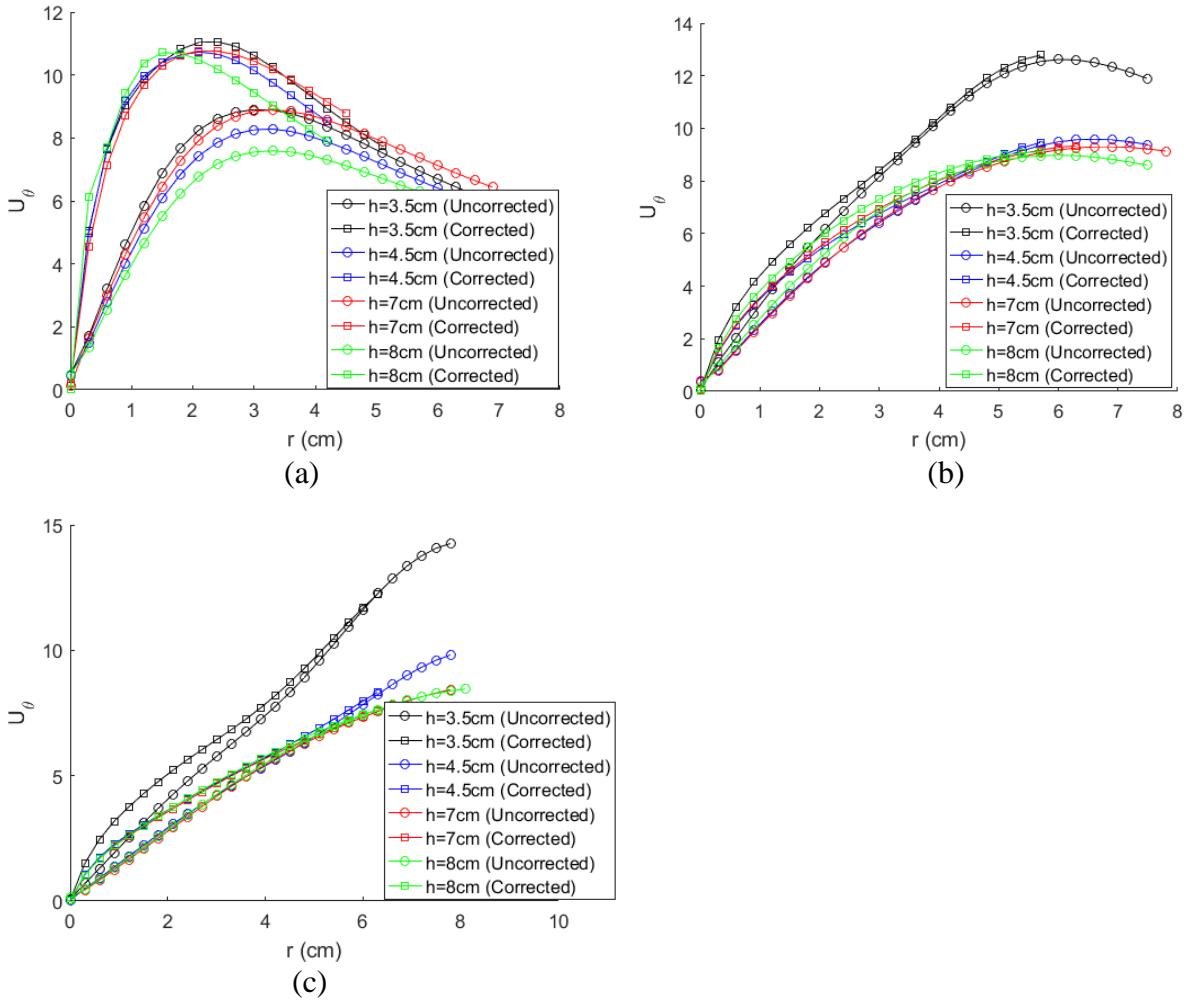 12
10
8
6
4
2
0
U_θ
0 1 2 3 4 5 6 7 8
r (cm)
h=3.5cm (Uncorrected)
h=3.5cm (Corrected)
h=4.5cm (Uncorrected)
h=4.5cm (Corrected)
h=7cm (Uncorrected)
h=7cm (Corrected)
h=8cm (Uncorrected)
h=8cm (Corrected)
(a)
14
12
10
8
6
4
2
0
U_θ
0 1 2 3 4 5 6 7 8
r (cm)
h=3.5cm (Uncorrected)
h=3.5cm (Corrected)
h=4.5cm (Uncorrected)
h=4.5cm (Corrected)
h=7cm (Uncorrected)
h=7cm (Corrected)
h=8cm (Uncorrected)
h=8cm (Corrected)
(b)
15
10
5
0
U_θ
0 2 4 6 8 10
r (cm)
h=3.5cm (Uncorrected)
h=3.5cm (Corrected)
h=4.5cm (Uncorrected)
h=4.5cm (Corrected)
h=7cm (Uncorrected)
h=7cm (Corrected)
h=8cm (Uncorrected)
h=8cm (Corrected)
(c)